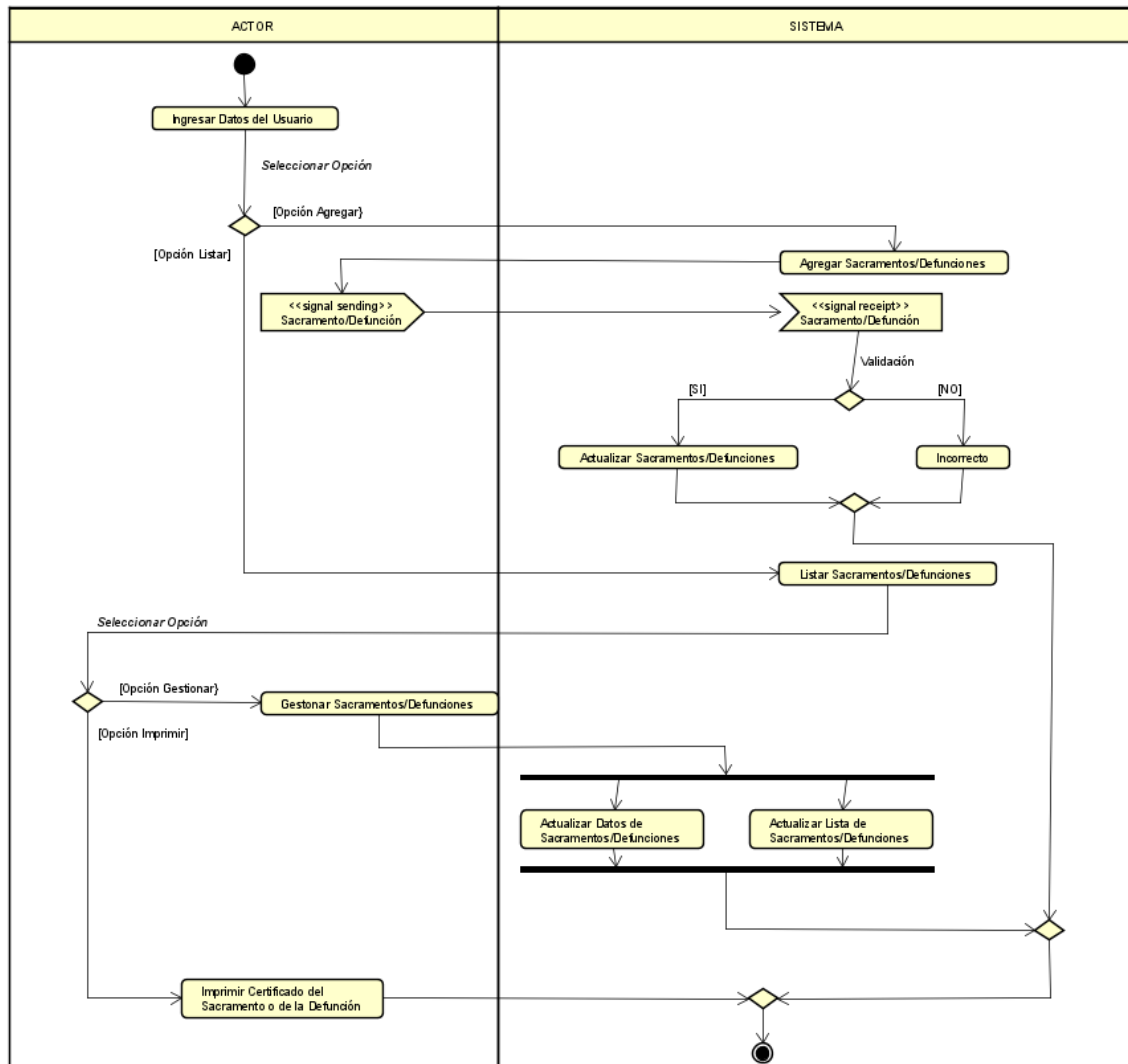 ACTOR
SISTEMA
Ingresar Datos del Usuario
Seleccionar Opción
[Opción Agregar}
[Opción Listar]
Agregar Sacramentos/Defunciones
<<signal sending>>
Sacramento/Defunción
<<signal receipt>>
Sacramento/Defunción
Validación
[SI]
[NO]
Actualizar Sacramentos/Defunciones
Incorrecto
Listar Sacramentos/Defunciones
Seleccionar Opción
[Opción Gestionar}
Gestonar Sacramentos/Defunciones
[Opción Imprimir]
Actualizar Datos de
Sacramentos/Defunciones
Actualizar Lista de
Sacramentos/Defunciones
Imprimir Certificado del
Sacramento o de la Defunción